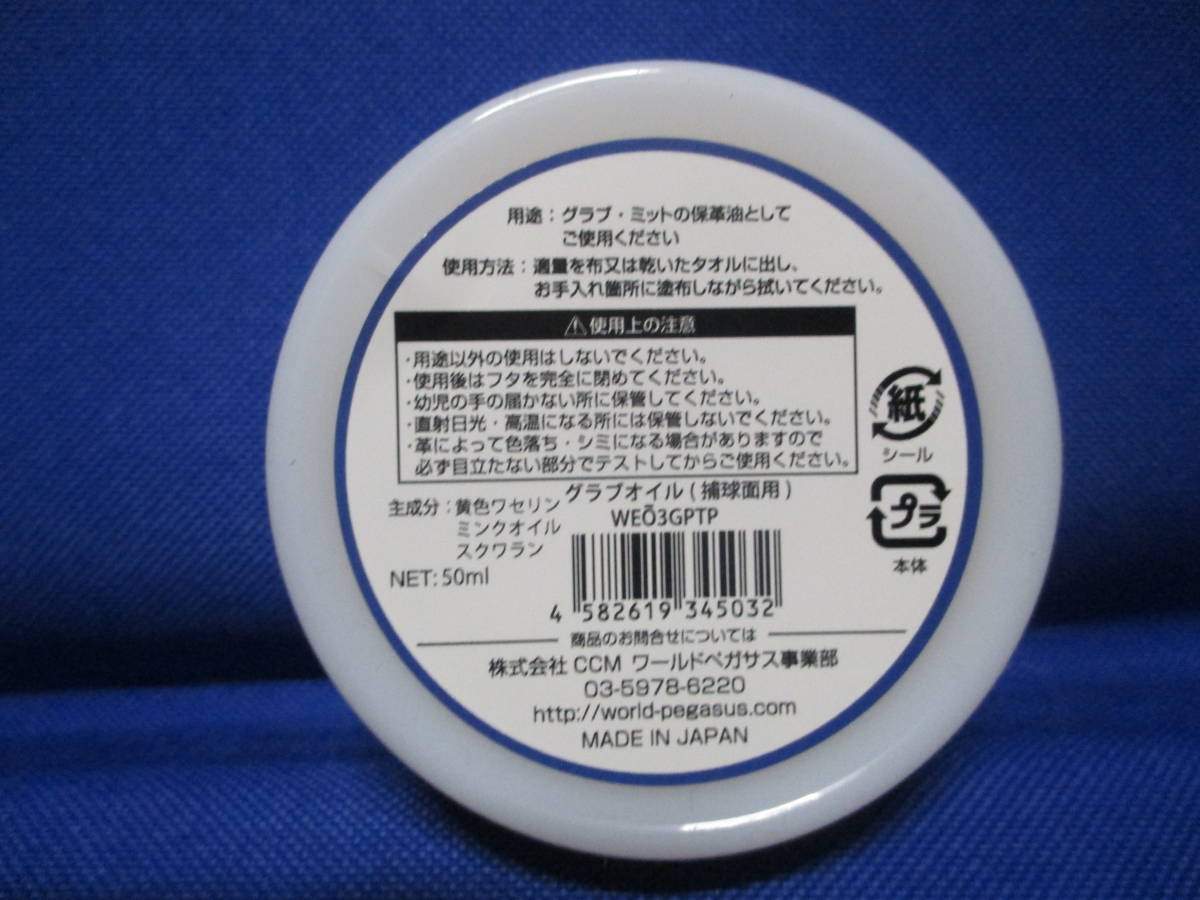 用途：グラブ・ミットの保革油として
ご使用ください
使用方法：適量を布又は乾いたタオルに出し、
お手入れ箇所に塗布しながら拭いてください。
⚠使用上の注意
・用途以外の使用はしないでください。
・使用後はフタを完全に閉めてください。
・幼児の手の届かない所に保管してください。
・直射日光・高温になる所には保管しないでください。
・革によって色落ち・シミになる場合がありますので
必ず目立たない部分でテストしてからご使用ください。
紙
シール
プラ
本体
主成分：黄色ワセリン
ミンクオイル
スクワラン
NET: 50ml
グラブオイル（捕球面用）
WEŌ3GPTP
4 582619 345032
商品のお問合せについては
株式会社 CCM ワールドペガサス事業部
03-5978-6220
http://world-pegasus.com
MADE IN JAPAN